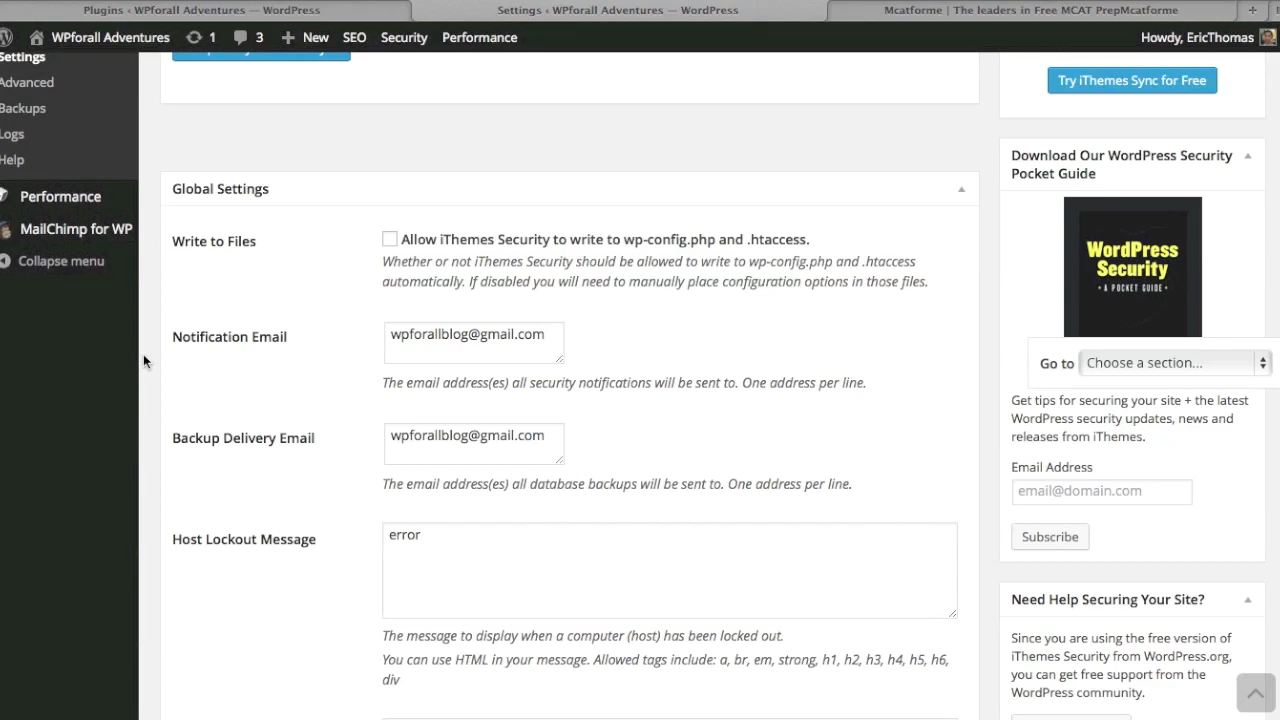 Plugins ‹ WPforall Adventures — WordPress
Settings ‹ WPforall Adventures — WordPress
Mcatforme | The leaders in Free MCAT PrepMcatforme
WPforall Adventures 1 3 New SEO Security Performance
Howdy, EricThomas
Settings
Advanced
Backups
Logs
Help
Performance
MailChimp for WP
Collapse menu
Global Settings
Write to Files
Allow iThemes Security to write to wp-config.php and .htaccess.
Whether or not iThemes Security should be allowed to write to wp-config.php and .htaccess
automatically. If disabled you will need to manually place configuration options in those files.
Notification Email
wpforallblog@gmail.com
The email address(es) all security notifications will be sent to. One address per line.
Backup Delivery Email
wpforallblog@gmail.com
The email address(es) all database backups will be sent to. One address per line.
Host Lockout Message
error
The message to display when a computer (host) has been locked out.
You can use HTML in your message. Allowed tags include: a, br, em, strong, h1, h2, h3, h4, h5, h6,
div
Try iThemes Sync for Free
Download Our WordPress Security
Pocket Guide
WordPress
Security
• A POCKET GUIDE •
Go to Choose a section...
Get tips for securing your site + the latest
WordPress security updates, news and
releases from iThemes.
Email Address
email@domain.com
Subscribe
Need Help Securing Your Site?
Since you are using the free version of
iThemes Security from WordPress.org,
you can get free support from the
WordPress community.